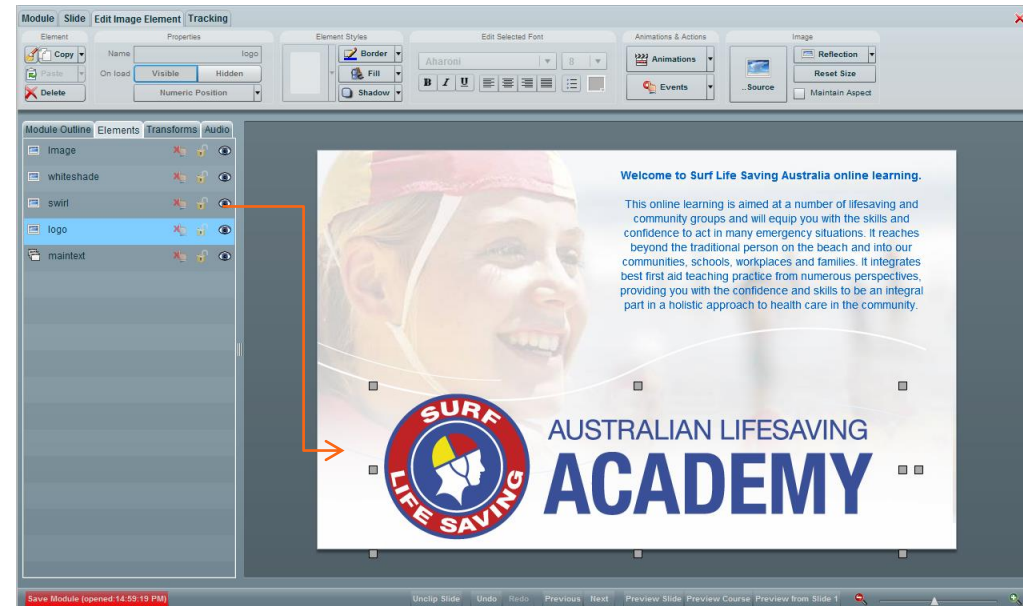 Module Slide Edit Image Element Tracking
Element Properties Element Styles Edit Selected Font Animations & Actions Image
Copy Name logo Border Aharoni 8 Animations Reflection
Paste On load Visible Hidden Fill B I U Events ..Source Reset Size
Delete Numeric Position Shadow Maintain Aspect
Module Outline Elements Transforms Audio
Image
whiteshade
swirl
logo
maintext
Welcome to Surf Life Saving Australia online learning.
This online learning is aimed at a number of lifesaving and
community groups and will equip you with the skills and
confidence to act in many emergency situations. It reaches
beyond the traditional person on the beach and into our
communities, schools, workplaces and families. It integrates
best first aid teaching practice from numerous perspectives,
providing you with the confidence and skills to be an integral
part in a holistic approach to health care in the community.
SURF
LIFE SAVING
AUSTRALIAN LIFESAVING
ACADEMY
Save Module (opened:14:59:19 PM) Unclip Slide Undo Redo Previous Next Preview Slide Preview Course Preview from Slide 1